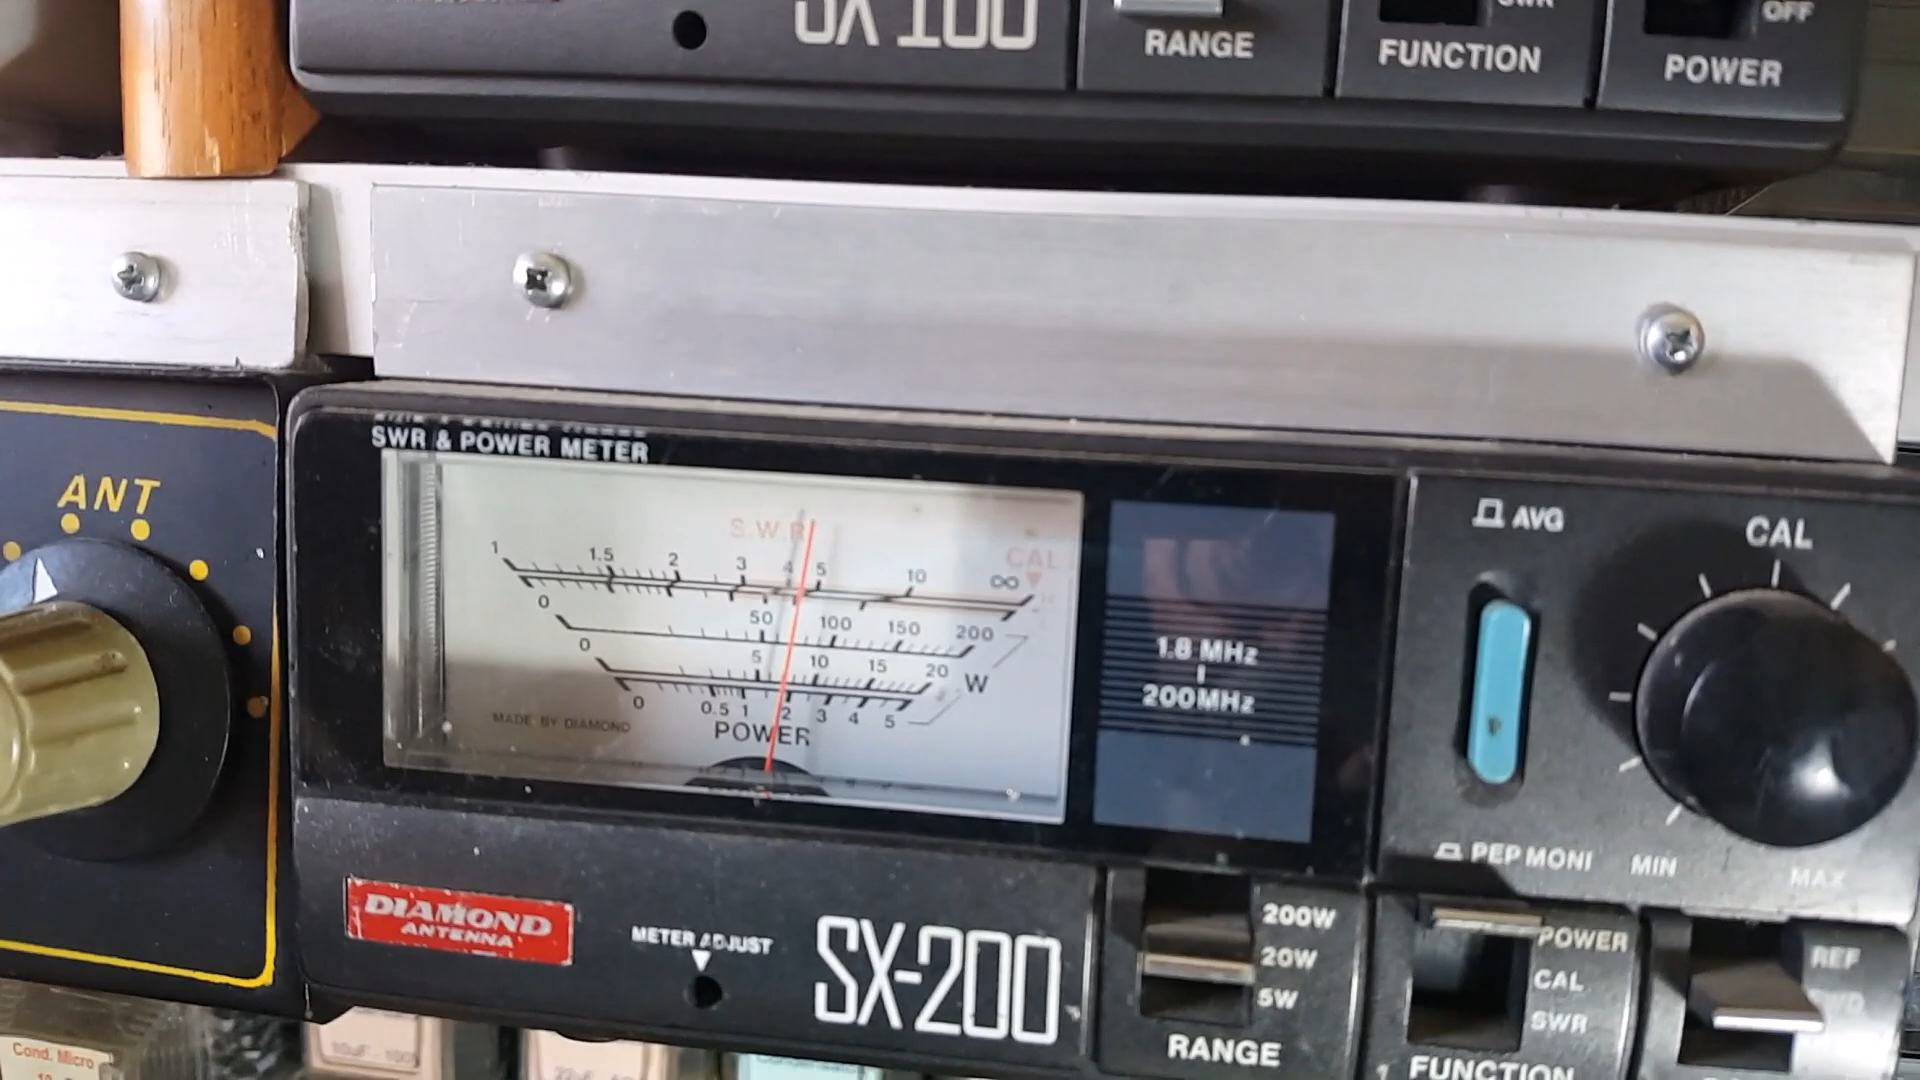 SX 100
RANGE
SWR
FUNCTION
OFF
POWER
ANT
SWR & POWER METER
S.W.R
CAL
1 1.5 2 3 4 5 10 ∞
0 50 100 150 200
0 5 10 15 20
W
0 0.5 1 2 3 4 5
MADE BY DIAMOND
POWER
1.8 MHz
200MHz
AVG
CAL
PEP MONI
MIN
MAX
DIAMOND
ANTENNA
METER ADJUST
SX-200
200W
20W
5W
RANGE
POWER
CAL
SWR
FUNCTION
REF
Cond. Micro